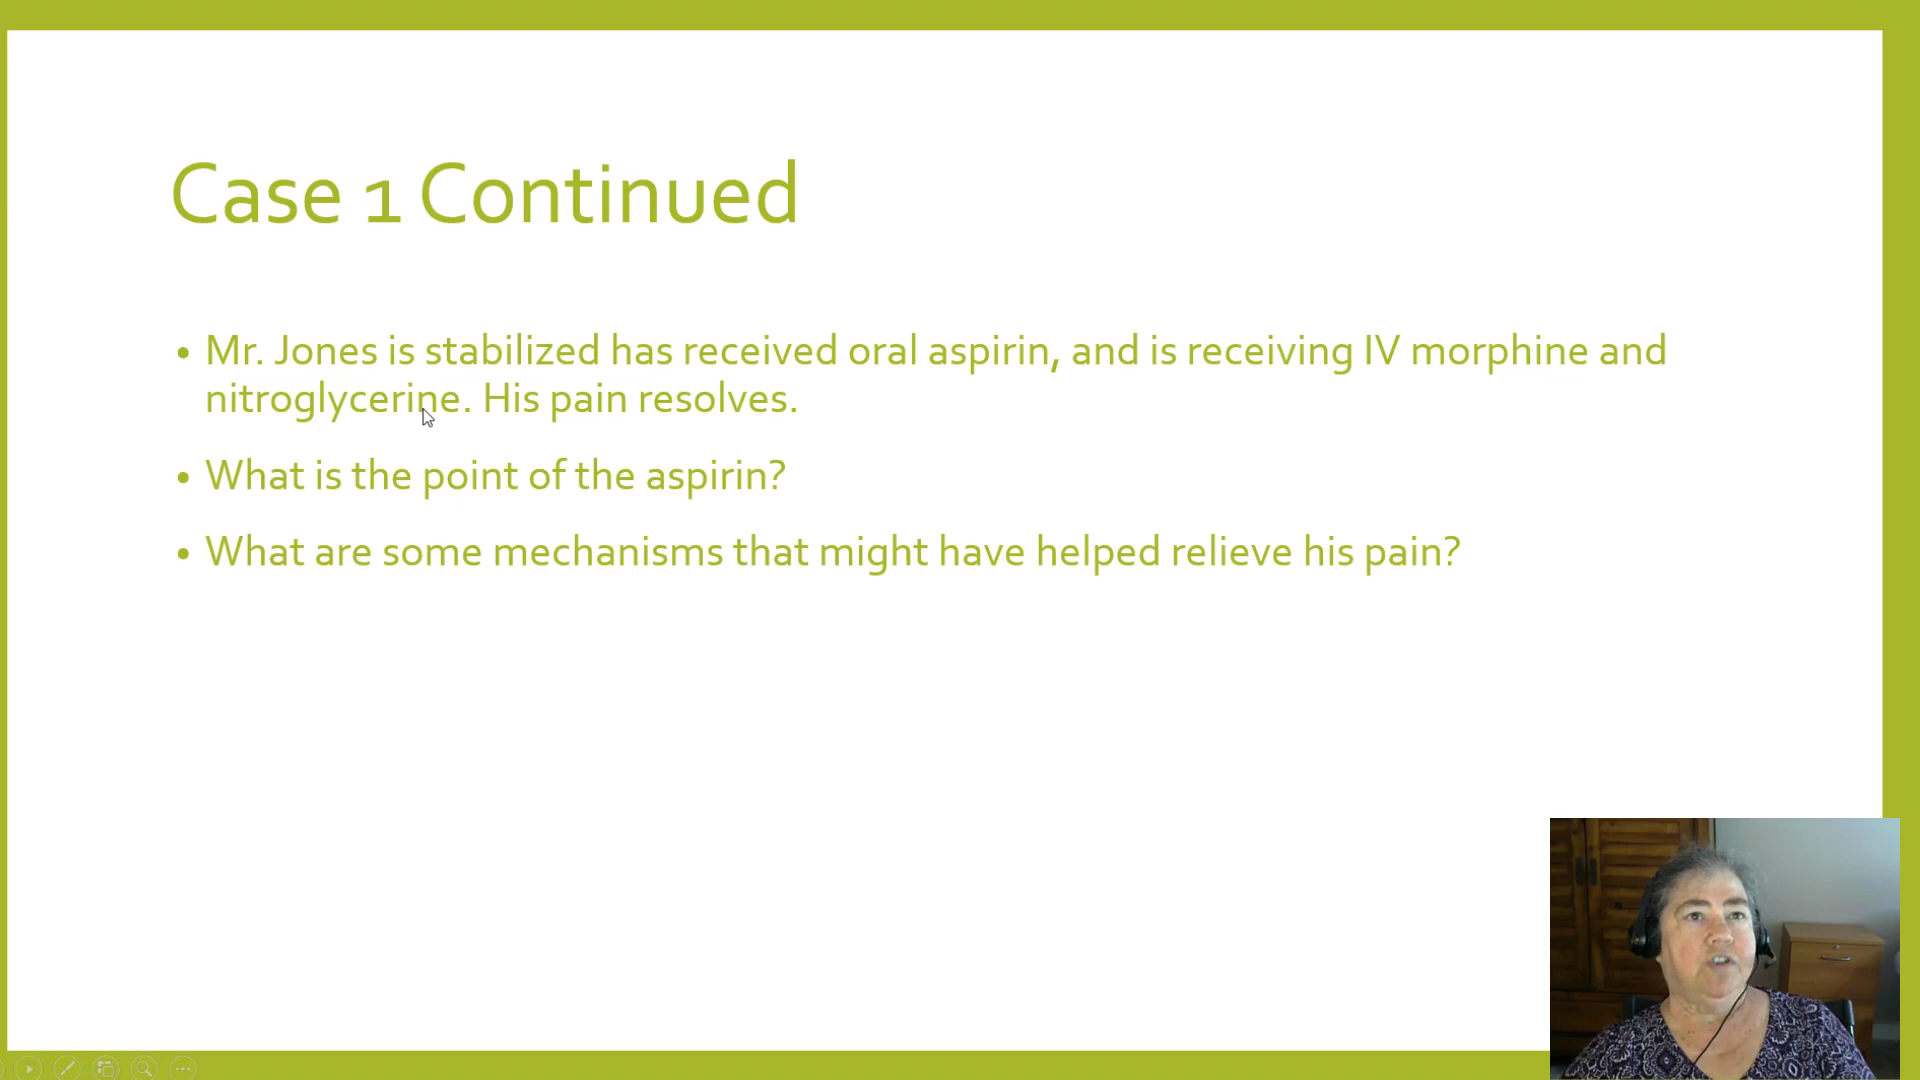 Case 1 Continued
• Mr. Jones is stabilized has received oral aspirin, and is receiving IV morphine and
nitroglycerine. His pain resolves.
• What is the point of the aspirin?
• What are some mechanisms that might have helped relieve his pain?